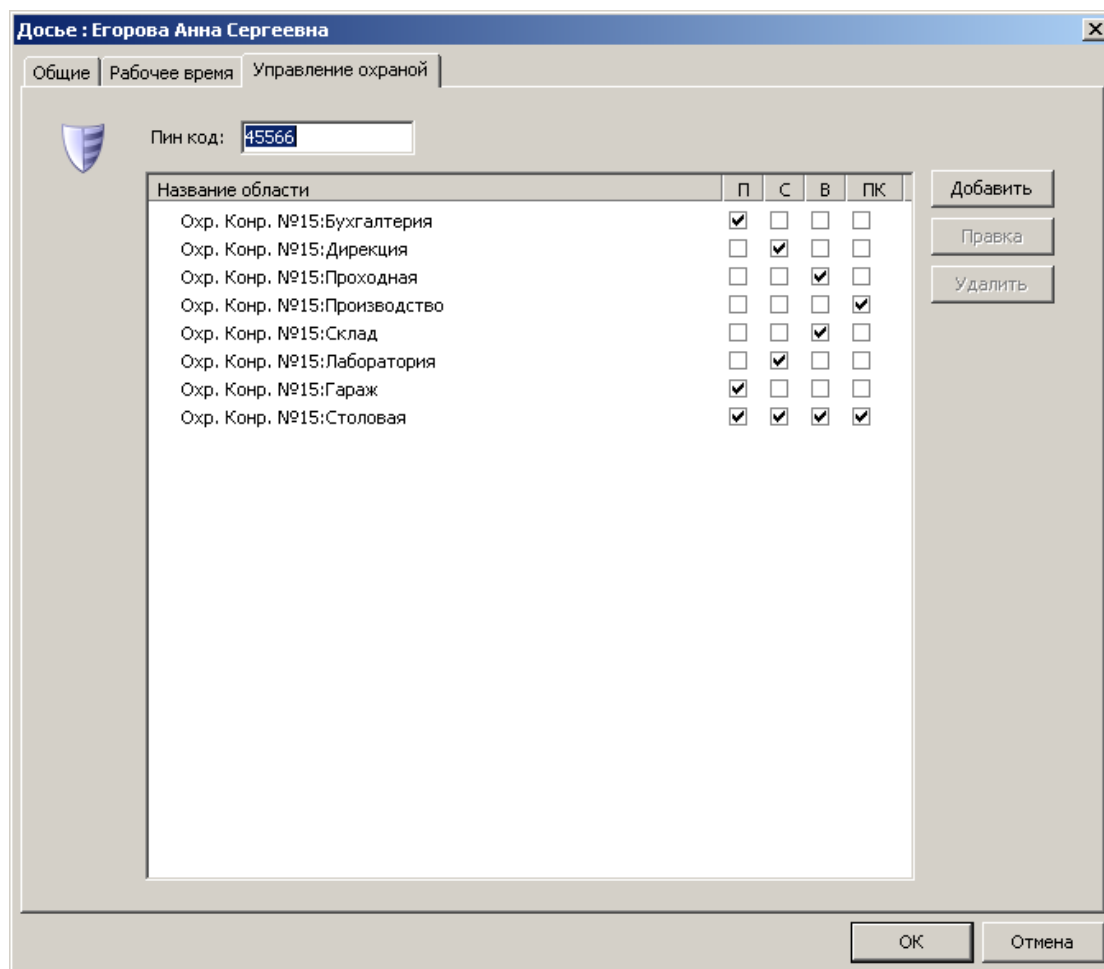 Досье : Егорова Анна Сергеевна
Общие Рабочее время Управление охраной
Пин код: 45566
Название области П С В ПК
Добавить
Охр. Конр. №15:Бухгалтерия
Правка
Охр. Конр. №15:Дирекция
Охр. Конр. №15:Проходная
Удалить
Охр. Конр. №15:Производство
Охр. Конр. №15:Склад
Охр. Конр. №15:Лаборатория
Охр. Конр. №15:Гараж
Охр. Конр. №15:Столовая
ОК Отмена